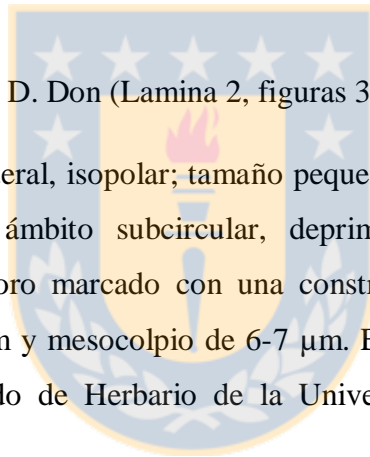 D. Don (Lamina 2, figuras 3
eral, isopolar; tamaño peque
ámbito subcircular, deprim
oro marcado con una constr
n y mesocolpio de 6-7 µm. E
do de Herbario de la Unive